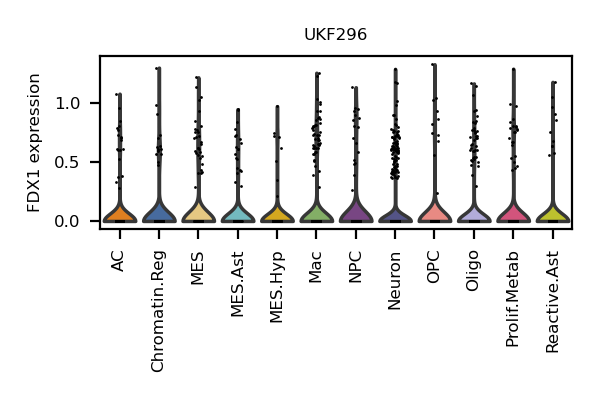 UKF296
FDX1 expression
1.0
0.5
0.0
AC
Chromatin.Reg
MES
MES.Ast
MES.Hyp
Mac
NPC
Neuron
OPC
Oligo
Prolif.Metab
Reactive.Ast